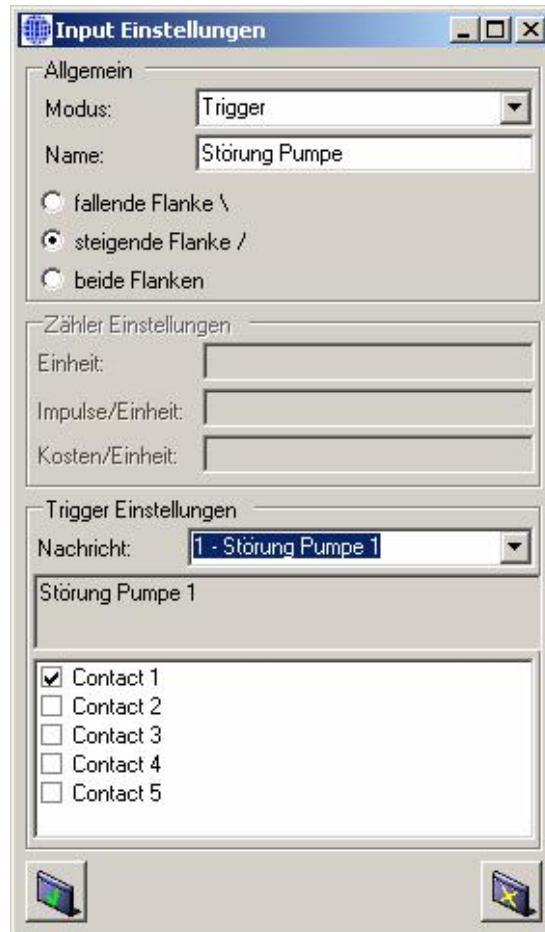 Input Einstellungen
Allgemein
Modus: Trigger
Name: Störung Pumpe
fallende Flanke \
steigende Flanke /
beide Flanken
Zähler Einstellungen
Einheit:
Impulse/Einheit:
Kosten/Einheit:
Trigger Einstellungen
Nachricht: 1 - Störung Pumpe 1
Störung Pumpe 1
Contact 1
Contact 2
Contact 3
Contact 4
Contact 5